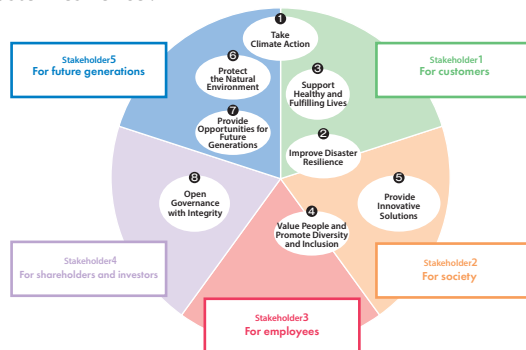 ❶
Take
Climate Action
Stakeholder5
For future generations
❻
Protect
the Natural
Environment
❸
Support
Healthy and
Fulfilling Lives
Stakeholder1
For customers
❼
Provide
Opportunities for
Future
Generations
❷
Improve Disaster
Resilience
❽
Open
Governance
with Integrity
❺
Provide
Innovative
Solutions
❹
Value People and
Promote Diversity
and Inclusion
Stakeholder4
For shareholders and investors
Stakeholder2
For society
Stakeholder3
For employees